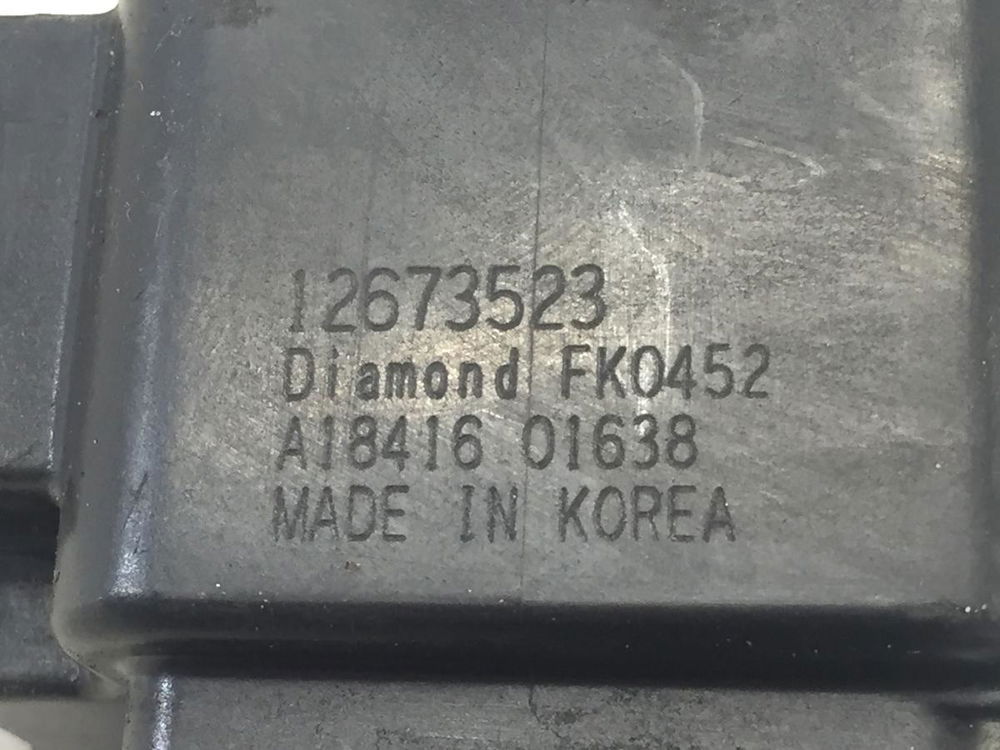 12673523
Diamond FK0452
A18416 01638
MADE IN KOREA